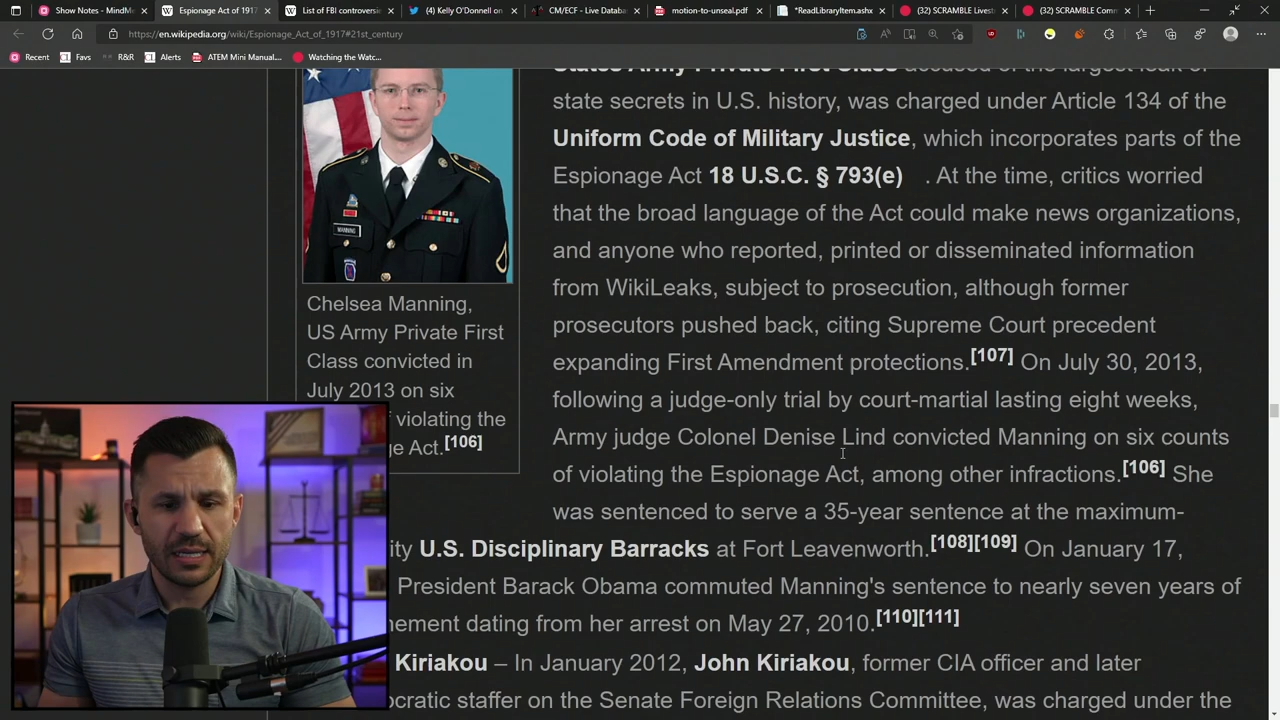 Show Notes - MindMe
Espionage Act of 1917
List of FBI controversie
(4) Kelly O'Donnell on
CM/ECF - Live Databa
motion-to-unseal.pdf
*ReadLibraryItem.ashx
(32) SCRAMBLE Livest
(32) SCRAMBLE Com
https://en.wikipedia.org/wiki/Espionage_Act_of_1917#21st_century
Recent
Favs
R&R
Alerts
ATEM Mini Manual....
Watching the Watc...
States Army Private First Class accused of the largest leak of
state secrets in U.S. history, was charged under Article 134 of the
Uniform Code of Military Justice, which incorporates parts of the
Espionage Act 18 U.S.C. § 793(e) . At the time, critics worried
that the broad language of the Act could make news organizations,
and anyone who reported, printed or disseminated information
from WikiLeaks, subject to prosecution, although former
prosecutors pushed back, citing Supreme Court precedent
expanding First Amendment protections.[107] On July 30, 2013,
following a judge-only trial by court-martial lasting eight weeks,
Army judge Colonel Denise Lind convicted Manning on six counts
of violating the Espionage Act, among other infractions.[106] She
was sentenced to serve a 35-year sentence at the maximum-
ity U.S. Disciplinary Barracks at Fort Leavenworth.[108][109] On January 17,
President Barack Obama commuted Manning's sentence to nearly seven years of
nement dating from her arrest on May 27, 2010.[110][111]
Kiriakou – In January 2012, John Kiriakou, former CIA officer and later
ocratic staffer on the Senate Foreign Relations Committee, was charged under the
MANNING
Chelsea Manning,
US Army Private First
Class convicted in
July 2013 on six
violating the
ge Act.[106]